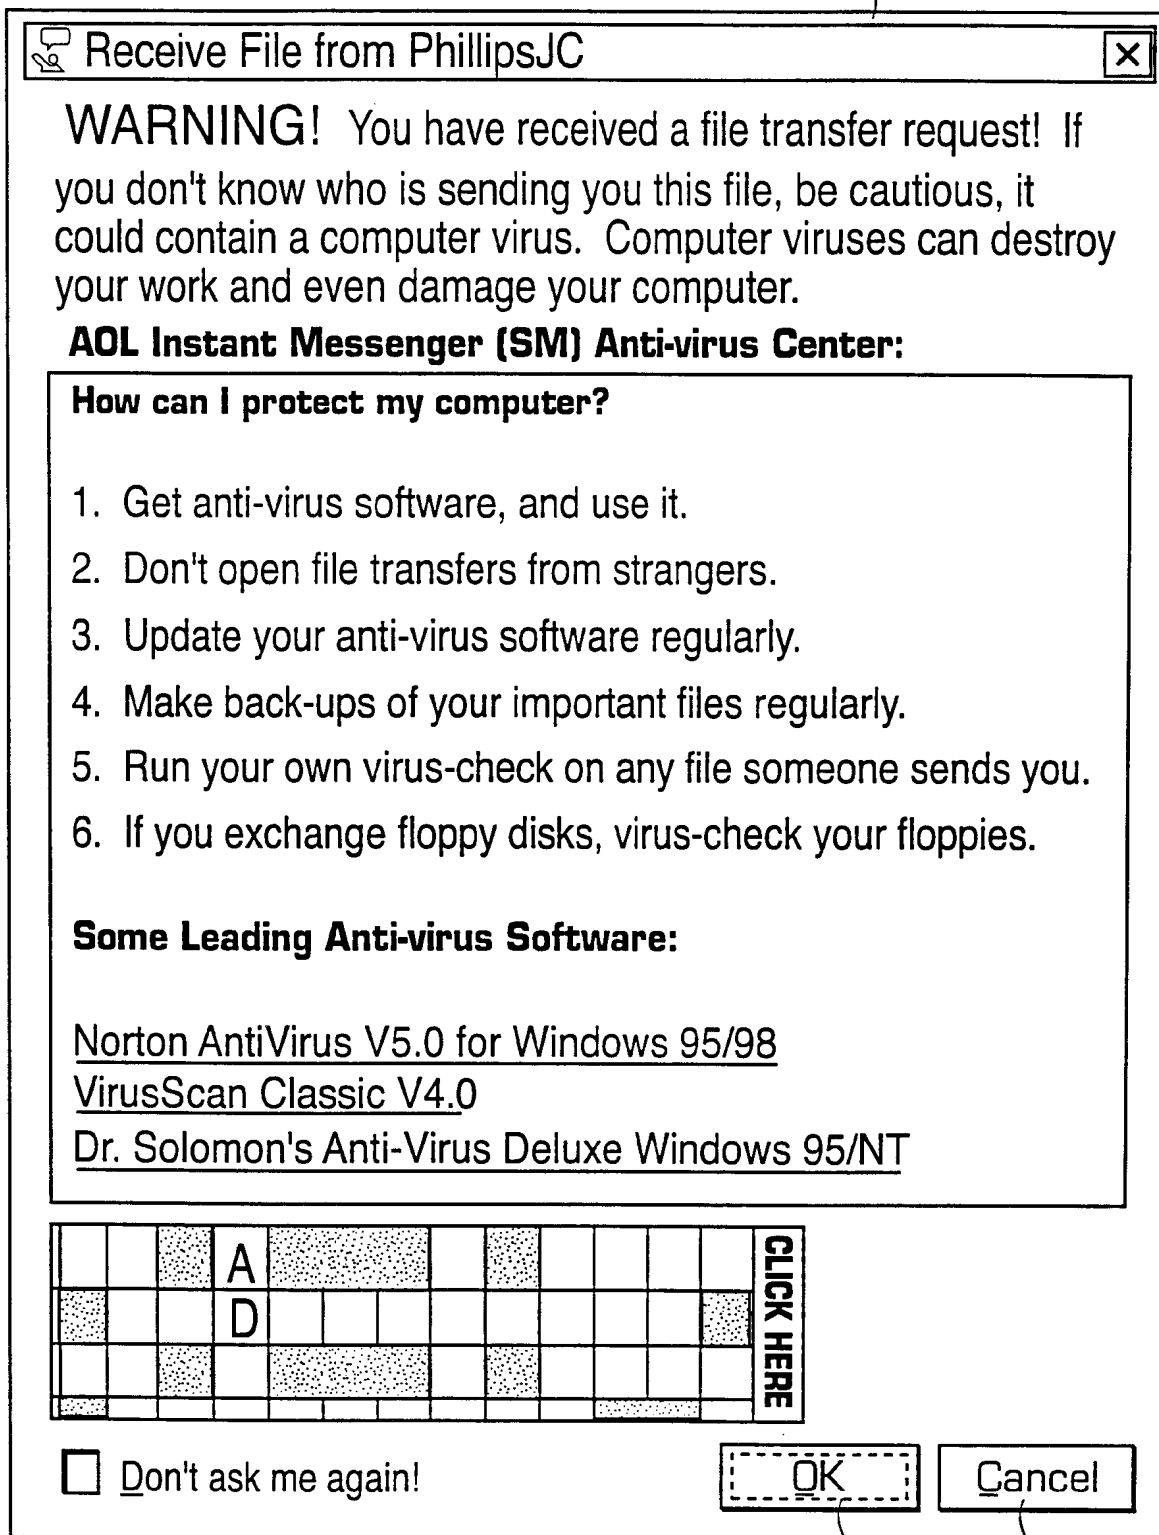 Receive File from PhillipsJC
WARNING! You have received a file transfer request! If
you don't know who is sending you this file, be cautious, it
could contain a computer virus. Computer viruses can destroy
your work and even damage your computer.
AOL Instant Messenger (SM) Anti-virus Center:
How can I protect my computer?
1. Get anti-virus software, and use it.
2. Don't open file transfers from strangers.
3. Update your anti-virus software regularly.
4. Make back-ups of your important files regularly.
5. Run your own virus-check on any file someone sends you.
6. If you exchange floppy disks, virus-check your floppies.
Some Leading Anti-virus Software:
Norton AntiVirus V5.0 for Windows 95/98
VirusScan Classic V4.0
Dr. Solomon's Anti-Virus Deluxe Windows 95/NT
A
D
CLICK HERE
Don't ask me again!
OK
Cancel